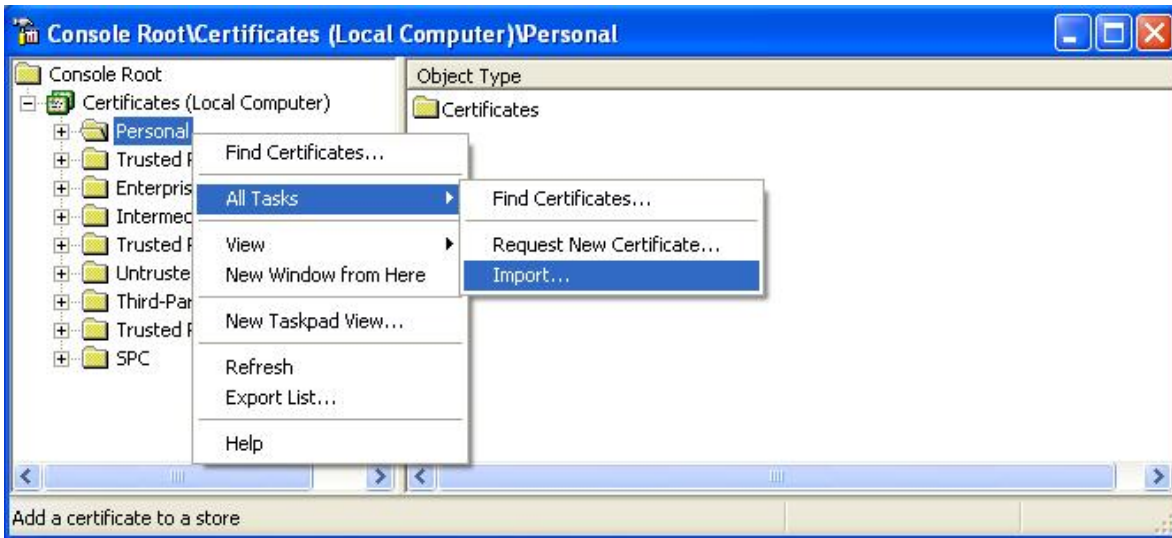 Console Root\Certificates (Local Computer)\Personal
Console Root
Object Type
Certificates (Local Computer)
Certificates
Personal
Trusted
Enterpris
Intermed
Trusted
Untruste
Third-Par
Trusted
SPC
Find Certificates...
All Tasks
View
New Window from Here
New Taskpad View...
Refresh
Export List...
Help
Find Certificates...
Request New Certificate...
Import...
Add a certificate to a store